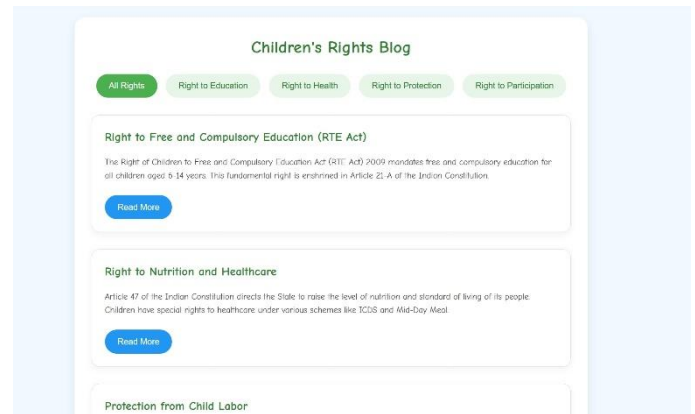 Children's Rights Blog
All Rights
Right to Education
Right to Health
Right to Protection
Right to Participation
Right to Free and Compulsory Education (RTE Act)
The Right of Children to Free and Compulsory Education Act (RTE Act) 2009 mandates free and compulsory education for
all children aged 6-14 years. This fundamental right is enshrined in Article 21-A of the Indian Constitution.
Read More
Right to Nutrition and Healthcare
Article 47 of the Indian Constitution directs the State to raise the level of nutrition and standard of living of its people.
Children have special rights to healthcare under various schemes like ICDS and Mid-Day Meal.
Read More
Protection from Child Labor